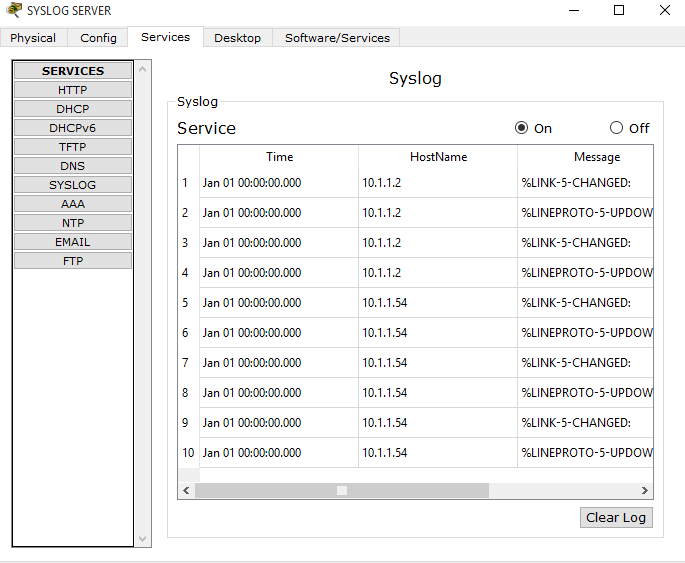 SYSLOG SERVER
Physical Config Services Desktop Software/Services
SERVICES
HTTP
DHCP
DHCPv6
TFTP
DNS
SYSLOG
AAA
NTP
EMAIL
FTP
Syslog
Syslog
Service On Off
Time HostName Message
1 Jan 01 00:00:00.000 10.1.1.2 %LINK-5-CHANGED:
2 Jan 01 00:00:00.000 10.1.1.2 %LINEPROTO-5-UPDOW
3 Jan 01 00:00:00.000 10.1.1.2 %LINK-5-CHANGED:
4 Jan 01 00:00:00.000 10.1.1.2 %LINEPROTO-5-UPDOW
5 Jan 01 00:00:00.000 10.1.1.54 %LINK-5-CHANGED:
6 Jan 01 00:00:00.000 10.1.1.54 %LINEPROTO-5-UPDOW
7 Jan 01 00:00:00.000 10.1.1.54 %LINK-5-CHANGED:
8 Jan 01 00:00:00.000 10.1.1.54 %LINEPROTO-5-UPDOW
9 Jan 01 00:00:00.000 10.1.1.54 %LINK-5-CHANGED:
10 Jan 01 00:00:00.000 10.1.1.54 %LINEPROTO-5-UPDOW
Clear Log